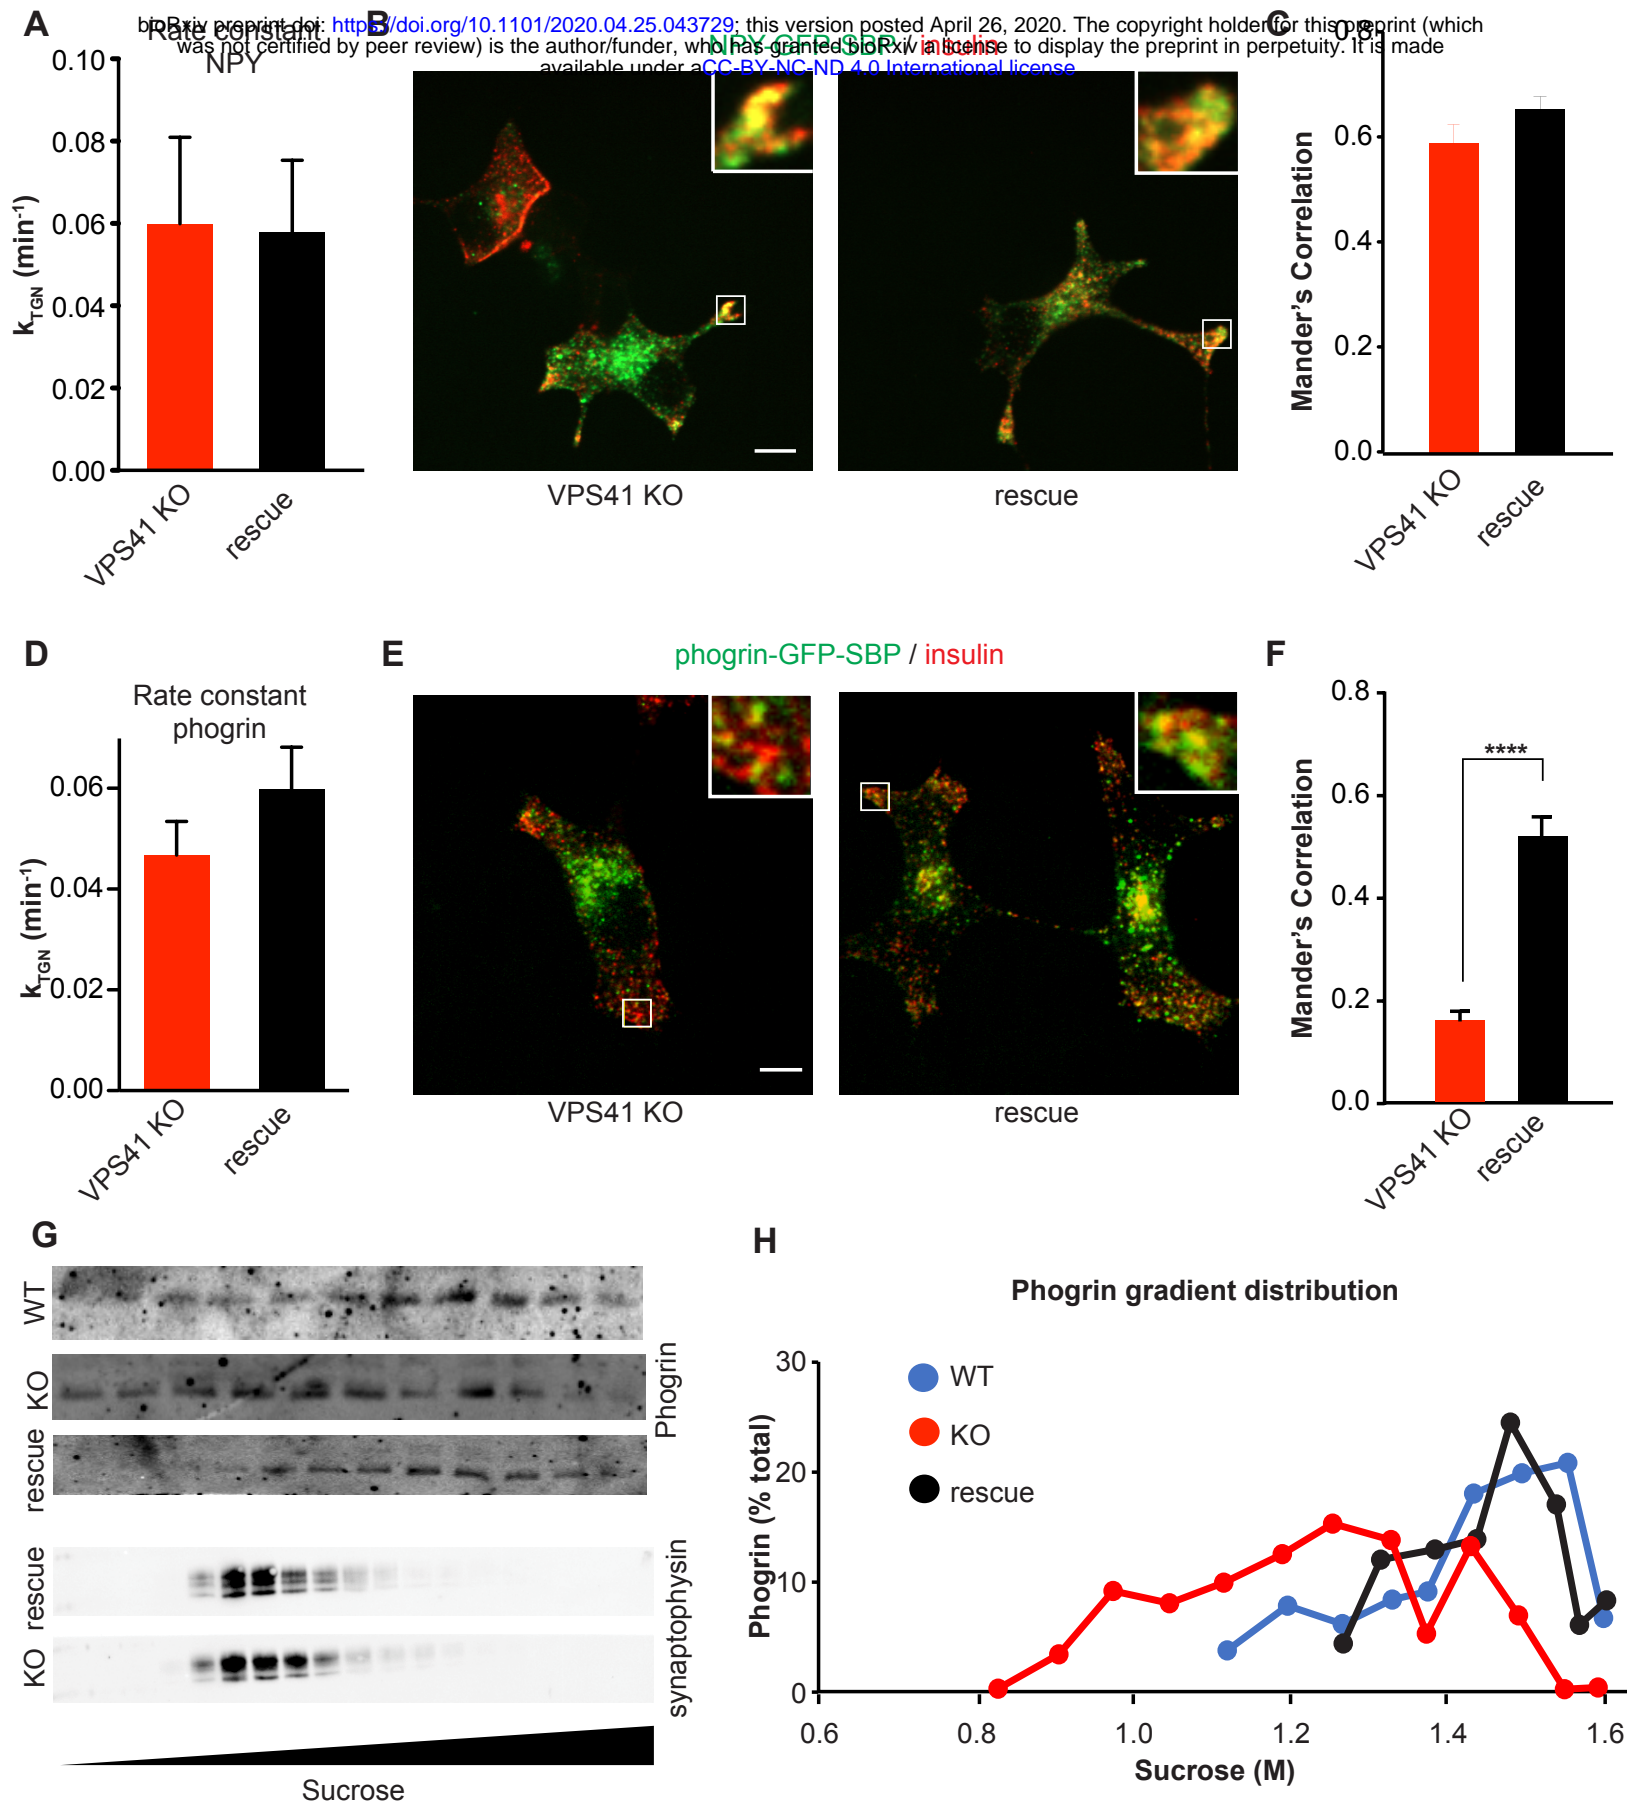 A
B
C
bioRxiv preprint doi: https://doi.org/10.1101/2020.04.25.043729; this version posted April 26, 2020. The copyright holder for this preprint (which
was not certified by peer review) is the author/funder, who has granted bioRxiv a license to display the preprint in perpetuity. It is made
available under aCC-BY-NC-ND 4.0 International license
Rate constant
NPY
NPY-GFP-SBP / insulin
0.10
0.08
0.06
0.04
0.02
0.00
kTGN (min-1)
VPS41 KO
rescue
VPS41 KO
rescue
0.8
0.6
0.4
0.2
0.0
Mander's Correlation
VPS41 KO
rescue
D
Rate constant
phogrin
0.06
0.04
0.02
0.00
kTGN (min-1)
VPS41 KO
rescue
E
phogrin-GFP-SBP / insulin
VPS41 KO
rescue
F
0.8
0.6
0.4
0.2
0.0
Mander's Correlation
****
VPS41 KO
rescue
G
WT
KO
rescue
Phogrin
rescue
KO
synaptophysin
Sucrose
H
Phogrin gradient distribution
WT
KO
rescue
30
20
10
0
Phogrin (% total)
0.6
0.8
1.0
1.2
1.4
1.6
Sucrose (M)